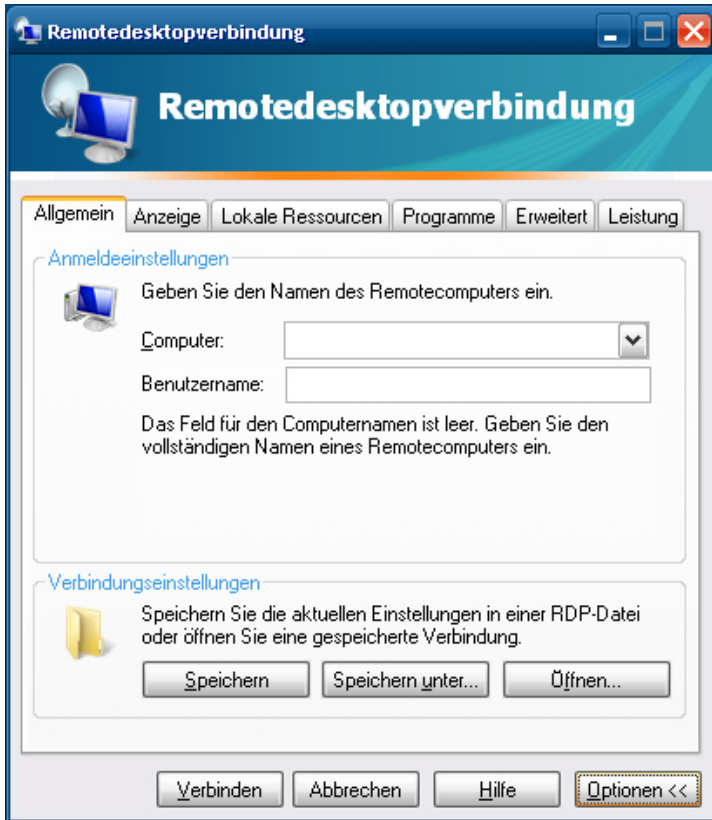 Remotedesktopverbindung
Remotedesktopverbindung
Allgemein Anzeige Lokale Ressourcen Programme Erweitert Leistung
Anmeldeeinstellungen
Geben Sie den Namen des Remotecomputers ein.
Computer:
Benutzername:
Das Feld für den Computernamen ist leer. Geben Sie den
vollständigen Namen eines Remotecomputers ein.
Verbindungseinstellungen
Speichern Sie die aktuellen Einstellungen in einer RDP-Datei
oder öffnen Sie eine gespeicherte Verbindung.
Speichern Speichern unter... Öffnen...
Verbinden Abbrechen Hilfe Optionen <<